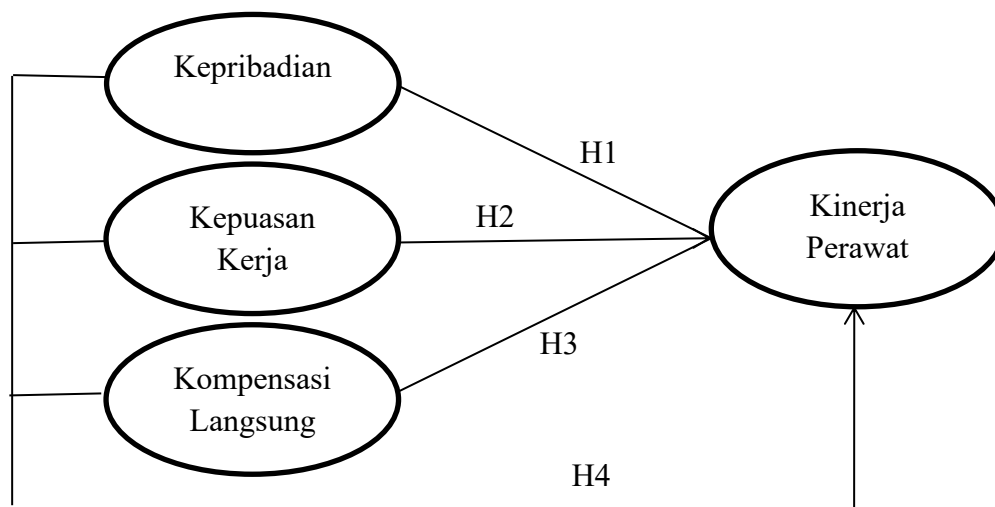 Kepribadian
H1
Kepuasan
Kerja
H2
Kinerja
Perawat
H3
Kompensasi
Langsung
H4